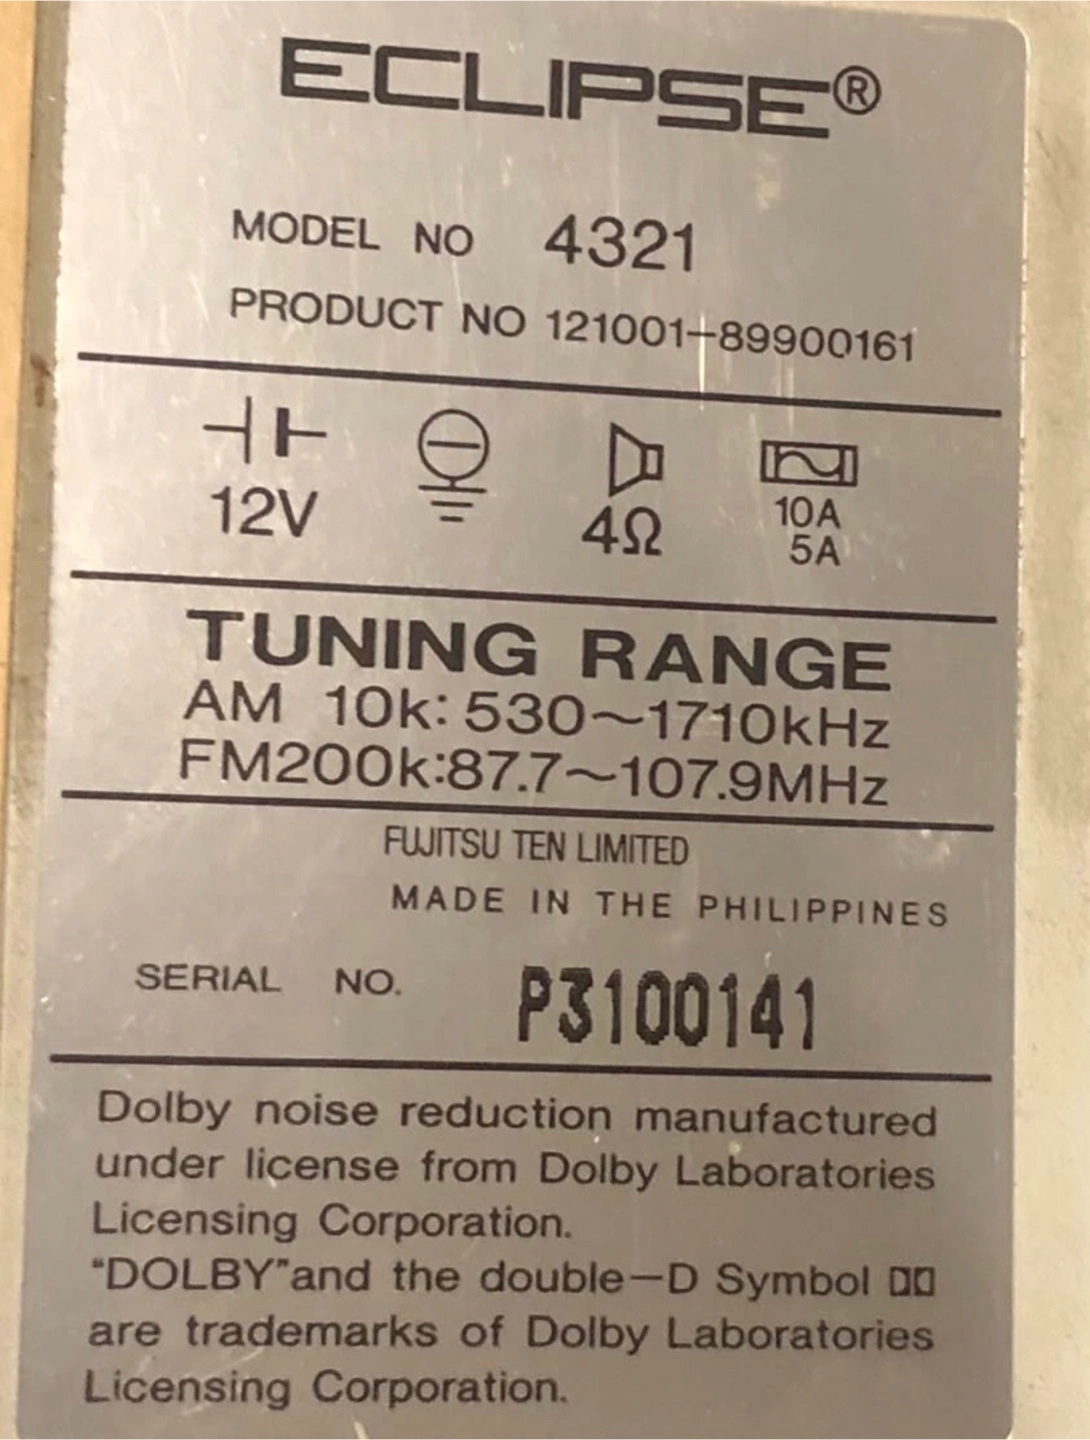 ECLIPSE®
MODEL NO 4321
PRODUCT NO 121001-89900161
12V 4Ω 10A
5A
TUNING RANGE
AM 10k: 530~1710kHz
FM200k:87.7~107.9MHz
FUJITSU TEN LIMITED
MADE IN THE PHILIPPINES
SERIAL NO. P3100141
Dolby noise reduction manufactured
under license from Dolby Laboratories
Licensing Corporation.
"DOLBY"and the double-D Symbol
are trademarks of Dolby Laboratories
Licensing Corporation.